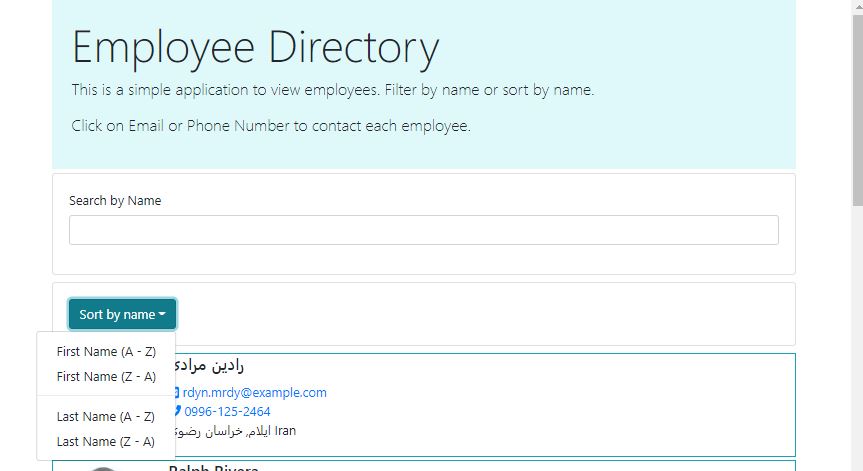 Employee Directory
This is a simple application to view employees. Filter by name or sort by name.
Click on Email or Phone Number to contact each employee.
Search by Name
Sort by name
First Name (A - Z)
First Name (Z - A)
Last Name (A - Z)
Last Name (Z - A)
رادین مرادی
rdyn.mrdy@example.com
0996-125-2464
ایلام, خراسان رضوی Iran
Ralph Rivera